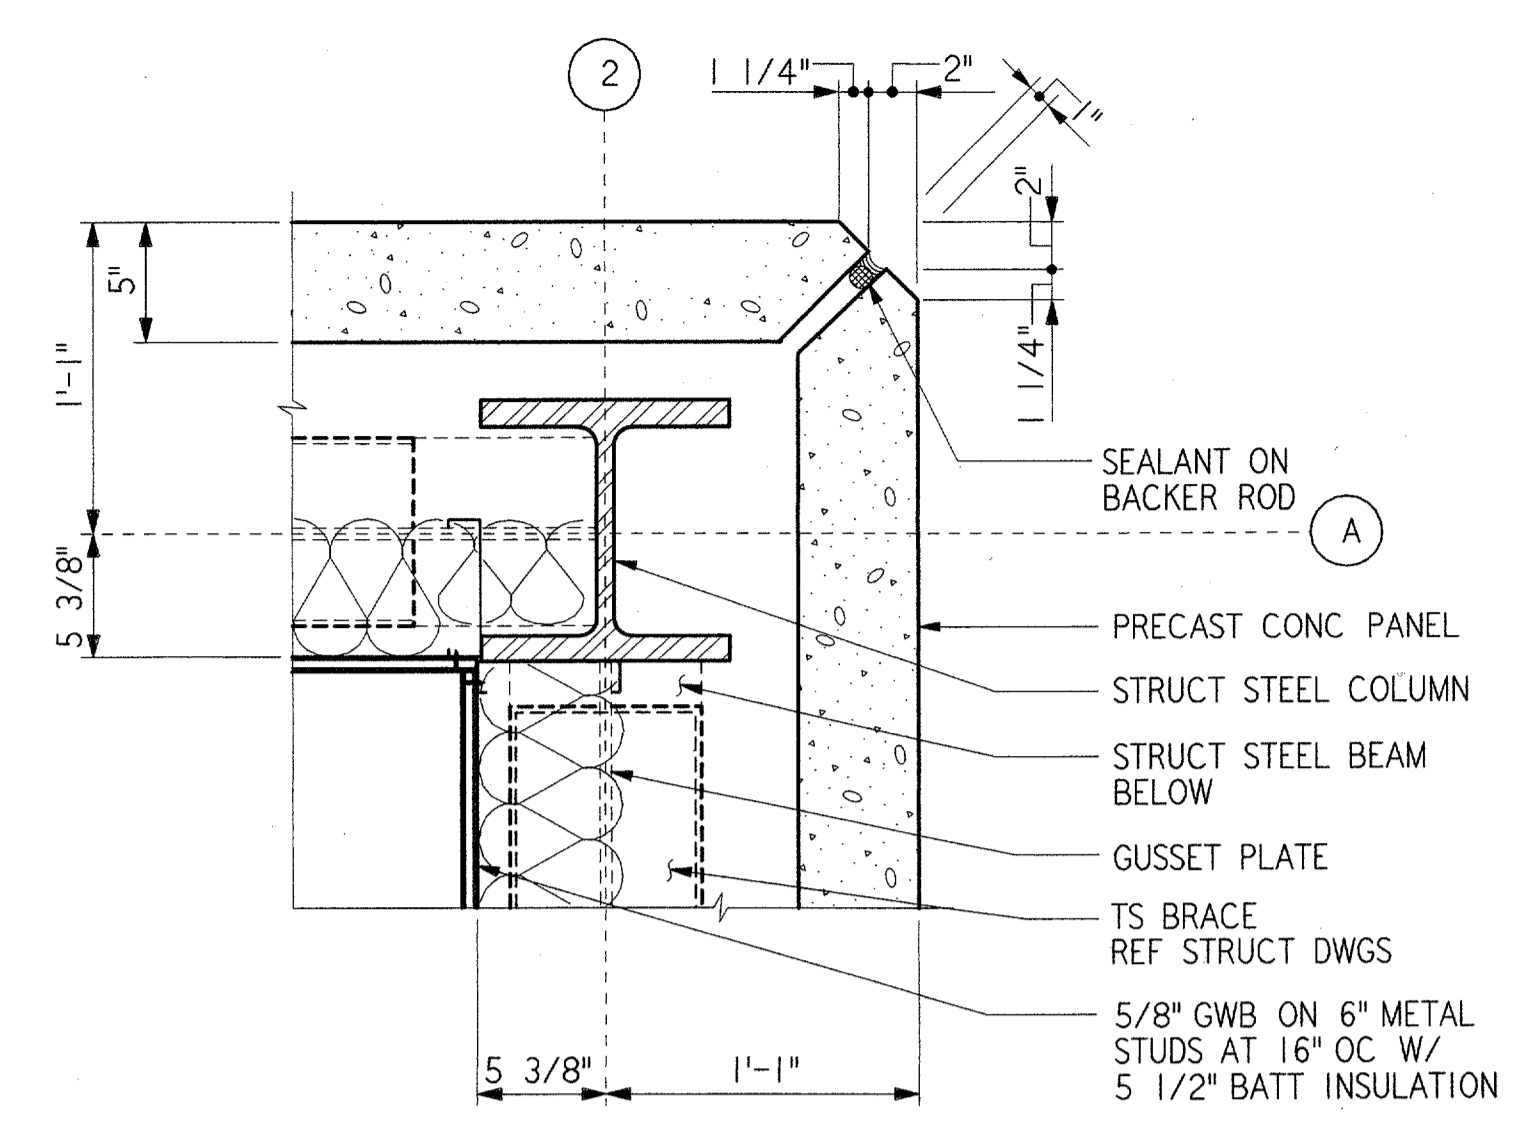 2
1 1/4"
2"
1"
2"
1 1/4"
5"
1'-1"
5 3/8"
SEALANT ON
BACKER ROD
A
PRECAST CONC PANEL
STRUCT STEEL COLUMN
STRUCT STEEL BEAM
BELOW
GUSSET PLATE
TS BRACE
REF STRUCT DWGS
5/8" GWB ON 6" METAL
STUDS AT 16" OC W/
5 1/2" BATT INSULATION
5 3/8"
1'-1"